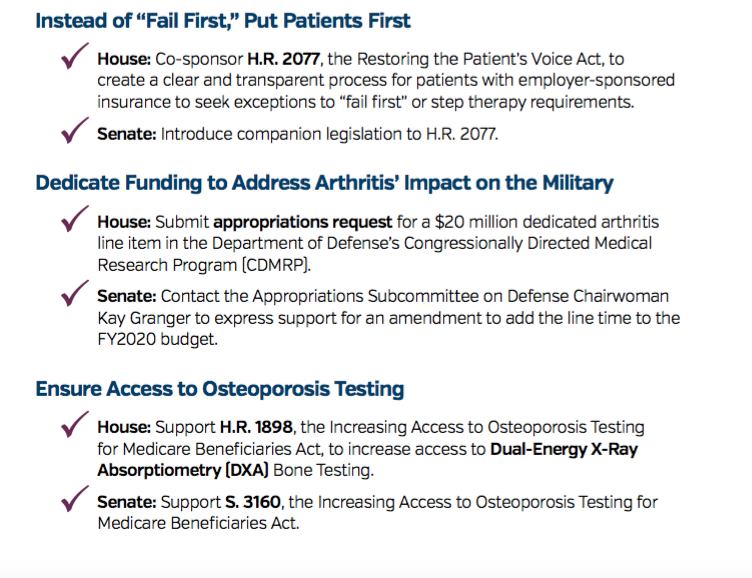 Instead of “Fail First,” Put Patients First
House: Co-sponsor H.R. 2077, the Restoring the Patient’s Voice Act, to
create a clear and transparent process for patients with employer-sponsored
insurance to seek exceptions to “fail first” or step therapy requirements.
Senate: Introduce companion legislation to H.R. 2077.
Dedicate Funding to Address Arthritis’ Impact on the Military
House: Submit appropriations request for a $20 million dedicated arthritis
line item in the Department of Defense’s Congressionally Directed Medical
Research Program (CDMRP).
Senate: Contact the Appropriations Subcommittee on Defense Chairwoman
Kay Granger to express support for an amendment to add the line time to the
FY2020 budget.
Ensure Access to Osteoporosis Testing
House: Support H.R. 1898, the Increasing Access to Osteoporosis Testing
for Medicare Beneficiaries Act, to increase access to Dual-Energy X-Ray
Absorptiometry (DXA) Bone Testing.
Senate: Support S. 3160, the Increasing Access to Osteoporosis Testing for
Medicare Beneficiaries Act.